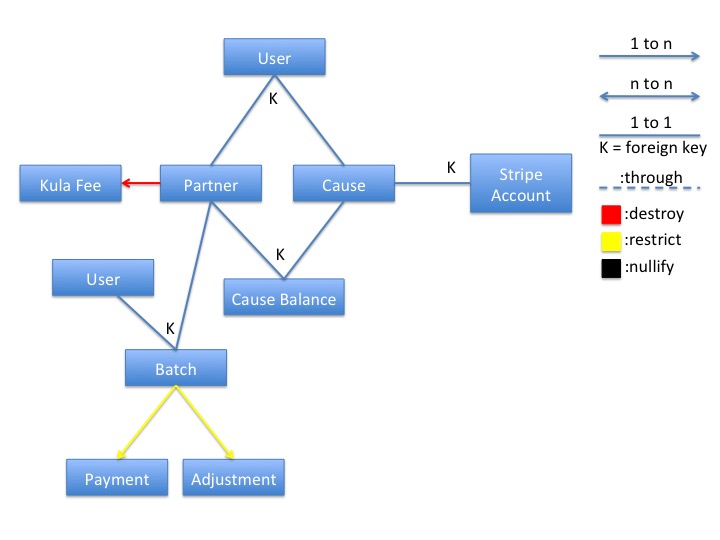 User
K
1 to n
n to n
1 to 1
K = foreign key
:through
:destroy
:restrict
:nullify
Kula Fee
Partner
Cause
K
Stripe
Account
User
K
Cause Balance
K
Batch
Payment
Adjustment